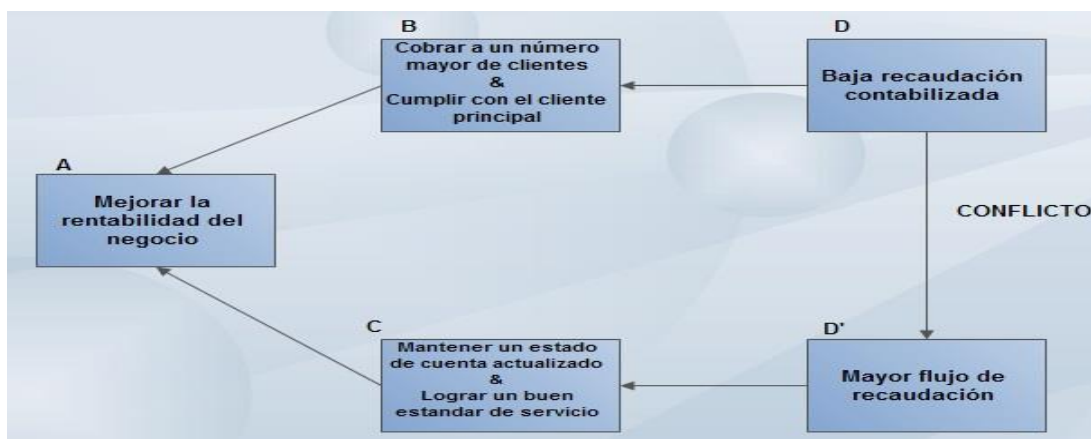 B
Cobrar a un número
mayor de clientes
&
Cumplir con el cliente
principal
D
Baja recaudación
contabilizada
A
Mejorar la
rentabilidad del
negocio
CONFLICTO
C
Mantener un estado
de cuenta actualizado
&
Lograr un buen
estandar de servicio
D'
Mayor flujo de
recaudación